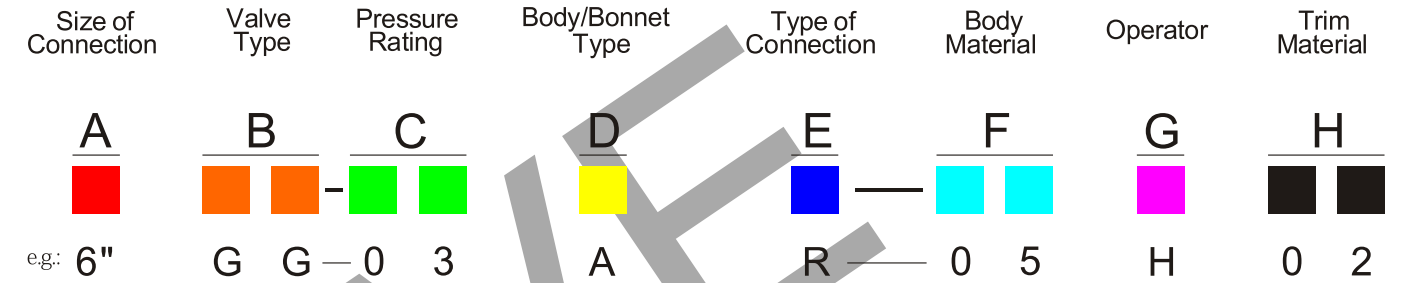 Size of Connection Valve Type Pressure Rating Body/Bonnet Type Type of Connection Body Material Operator Trim Material
A B C D E F G H
e.g.: 6" G G — 0 3 A R — 0 5 H 0 2